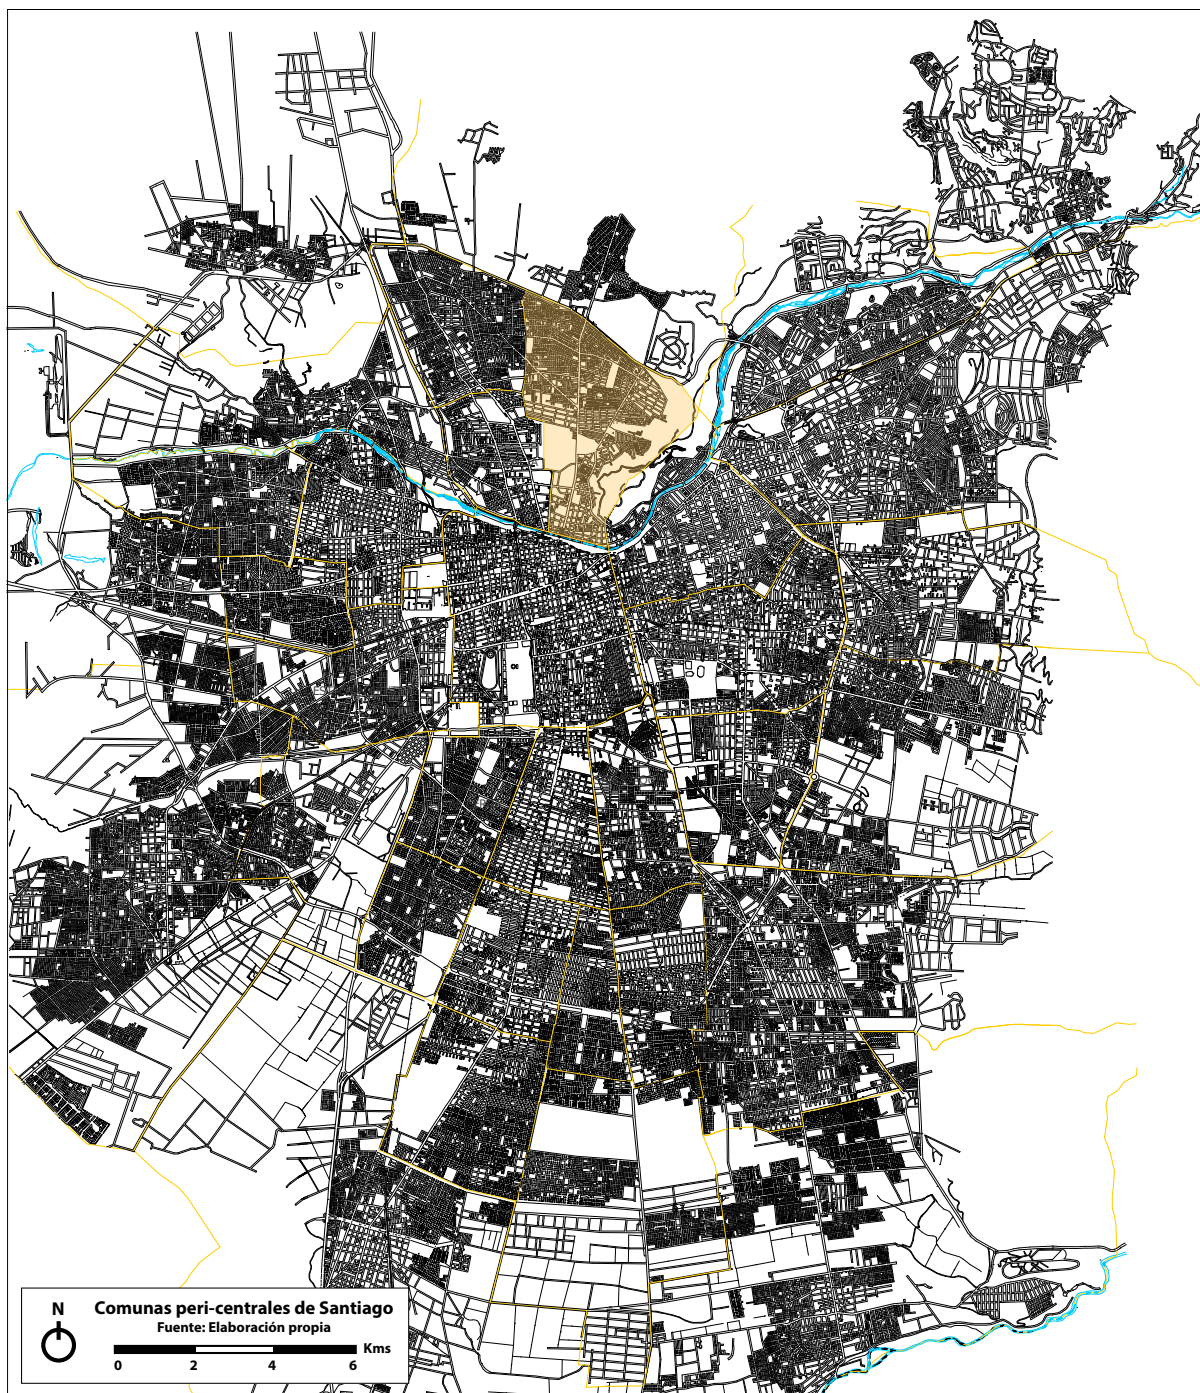 N
Comunas peri-centrales de Santiago
Fuente: Elaboración propia
Kms
0 2 4 6